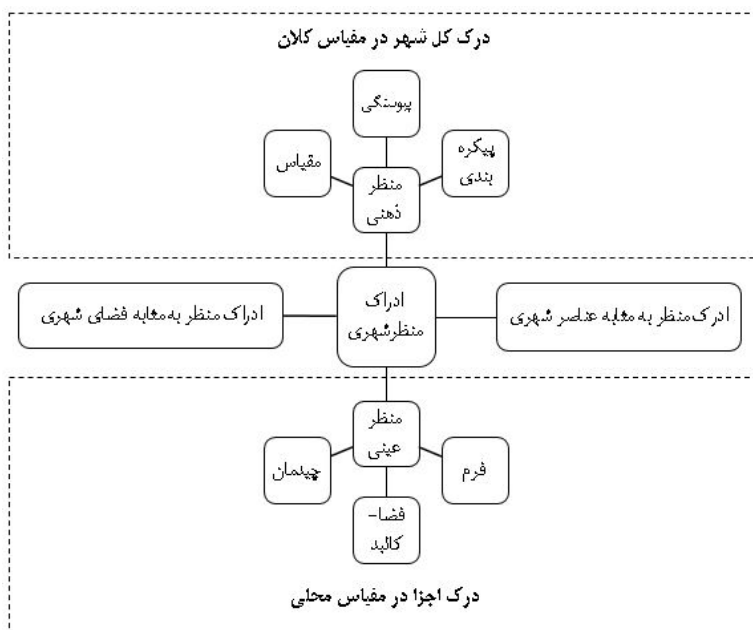 درک کل شهر در مقیاس کلان
پیوستگی
پیکره
بندی
مقیاس
منظر
ذهنی
ادراک
منظر شهری
ادرک منظر به مثابه عناصر شهری
ادراک منظر به مثابه فضای شهری
منظر
عینی
فرم
چیدمان
فضا-
کالبد
درک اجزا در مقیاس محلی